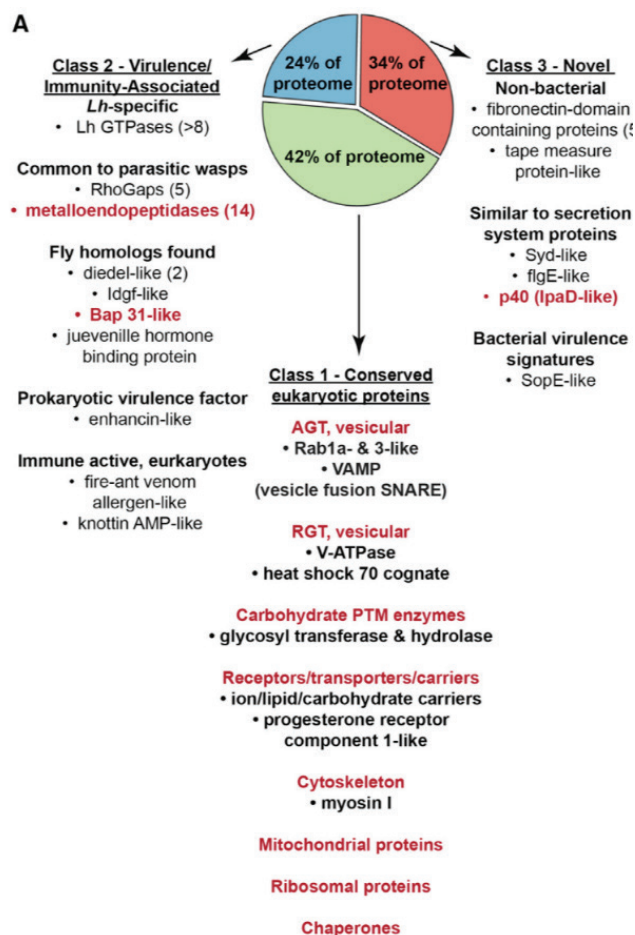 A
24% of
proteome
34% of
proteome
42% of proteome
Class 2 - Virulence/
Immunity-Associated
Lh-specific
• Lh GTPases (>8)
Common to parasitic wasps
• RhoGaps (5)
• metalloendopeptidases (14)
Fly homologs found
• diedel-like (2)
• Idgf-like
• Bap 31-like
• juevenille hormone
binding protein
Prokaryotic virulence factor
• enhancin-like
Immune active, eurkaryotes
• fire-ant venom
allergen-like
• knottin AMP-like
Class 1 - Conserved
eukaryotic proteins
AGT, vesicular
• Rab1a- & 3-like
• VAMP
(vesicle fusion SNARE)
RGT, vesicular
• V-ATPase
• heat shock 70 cognate
Carbohydrate PTM enzymes
• glycosyl transferase & hydrolase
Receptors/transporters/carriers
• ion/lipid/carbohydrate carriers
• progesterone receptor
component 1-like
Cytoskeleton
• myosin I
Mitochondrial proteins
Ribosomal proteins
Chaperones
Class 3 - Novel
Non-bacterial
• fibronectin-domain
containing proteins (5
• tape measure
protein-like
Similar to secretion
system proteins
• Syd-like
• flgE-like
• p40 (IpaD-like)
Bacterial virulence
signatures
• SopE-like